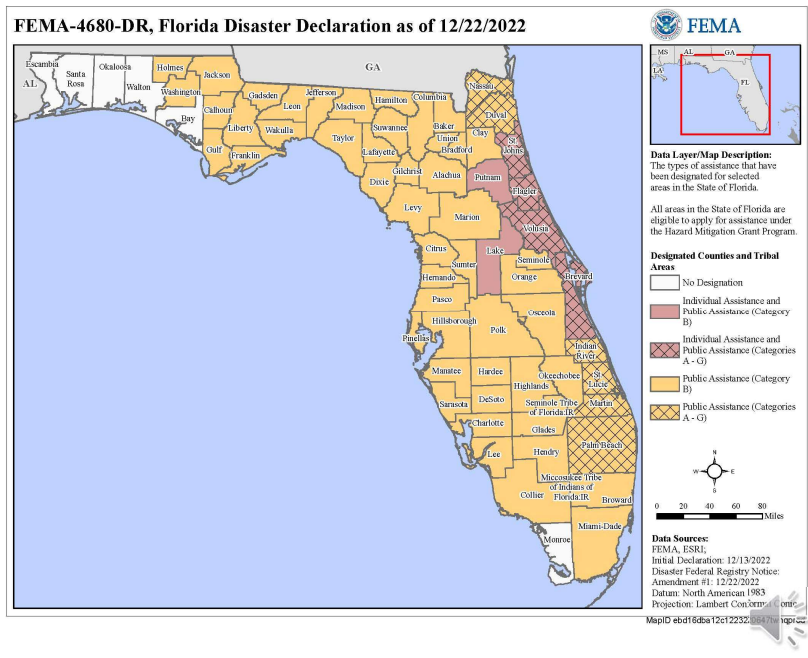 FEMA-4680-DR, Florida Disaster Declaration as of 12/22/2022
FEMA
Escambia
Santa
Rosa
Okaloosa
Walton
Holmes
Washington
Bay
Jackson
Calhoun
Gulf
Liberty
Franklin
Gadsden
Leon
Wakulla
Jefferson
Madison
Taylor
Hamilton
Suwannee
Lafayette
Dixie
Columbia
Gilchrist
Baker
Union
Bradford
Alachua
Levy
Nassau
Duval
Clay
St
Johns
Putnam
Flagler
Marion
Volusia
Citrus
Sumter
Lake
Hernando
Seminole
Orange
Brevard
Pasco
Osceola
Hillsborough
Polk
Pinellas
Indian
River
Manatee
Hardee
Okeechobee
St
Lucie
Highlands
Sarasota
DeSoto
Seminole Tribe
of Florida:IR
Martin
Charlotte
Glades
Palm Beach
Lee
Hendry
Miccosukee Tribe
of Indians of
Florida:IR
Collier
Broward
Monroe
Miami-Dade
AL
GA
MS
AL
GA
LA
FL
Data Layer/Map Description:
The types of assistance that have
been designated for selected
areas in the State of Florida.
All areas in the State of Florida are
eligible to apply for assistance under
the Hazard Mitigation Grant Program.
Designated Counties and Tribal
Areas
No Designation
Individual Assistance and
Public Assistance (Category
B)
Individual Assistance and
Public Assistance (Categories
A - G)
Public Assistance (Category
B)
Public Assistance (Categories
A - G)
N
W E
S
0 20 40 60 80
Miles
Data Sources:
FEMA, ESRI;
Initial Declaration: 12/13/2022
Disaster Federal Registry Notice:
Amendment #1: 12/22/2022
Datum: North American 1983
Projection: Lambert Conformal Conic
MapID